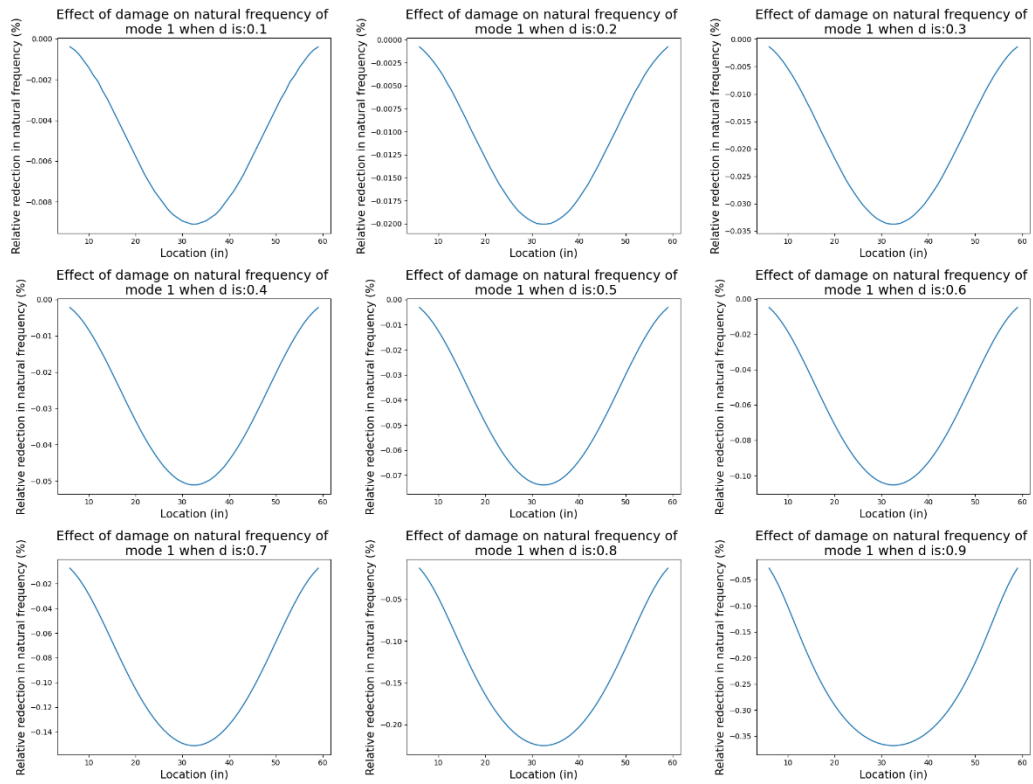 Effect of damage on natural frequency of
mode 1 when d is:0.1
Relative redection in natural frequency (%)
0.000
−0.002
−0.004
−0.006
−0.008
10 20 30 40 50 60
Location (in)
Effect of damage on natural frequency of
mode 1 when d is:0.2
Relative redection in natural frequency (%)
0.0000
−0.0025
−0.0050
−0.0075
−0.0100
−0.0125
−0.0150
−0.0175
−0.0200
10 20 30 40 50 60
Location (in)
Effect of damage on natural frequency of
mode 1 when d is:0.3
Relative redection in natural frequency (%)
0.000
−0.005
−0.010
−0.015
−0.020
−0.025
−0.030
−0.035
10 20 30 40 50 60
Location (in)
Effect of damage on natural frequency of
mode 1 when d is:0.4
Relative redection in natural frequency (%)
0.00
−0.01
−0.02
−0.03
−0.04
−0.05
10 20 30 40 50 60
Location (in)
Effect of damage on natural frequency of
mode 1 when d is:0.5
Relative redection in natural frequency (%)
0.00
−0.01
−0.02
−0.03
−0.04
−0.05
−0.06
−0.07
10 20 30 40 50 60
Location (in)
Effect of damage on natural frequency of
mode 1 when d is:0.6
Relative redection in natural frequency (%)
0.00
−0.02
−0.04
−0.06
−0.08
−0.10
10 20 30 40 50 60
Location (in)
Effect of damage on natural frequency of
mode 1 when d is:0.7
Relative redection in natural frequency (%)
−0.02
−0.04
−0.06
−0.08
−0.10
−0.12
−0.14
10 20 30 40 50 60
Location (in)
Effect of damage on natural frequency of
mode 1 when d is:0.8
Relative redection in natural frequency (%)
−0.05
−0.10
−0.15
−0.20
10 20 30 40 50 60
Location (in)
Effect of damage on natural frequency of
mode 1 when d is:0.9
Relative redection in natural frequency (%)
−0.05
−0.10
−0.15
−0.20
−0.25
−0.30
−0.35
10 20 30 40 50 60
Location (in)